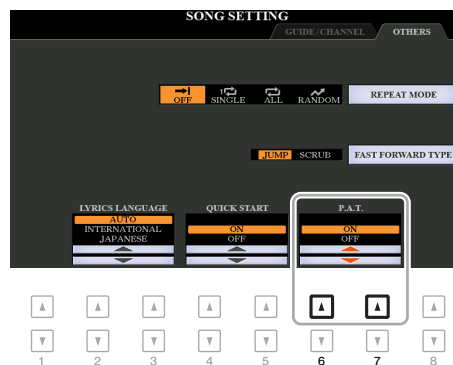 SONG SETTING
GUIDE/CHANNEL OTHERS
OFF SINGLE ALL RANDOM REPEAT MODE
JUMP SCRUB FAST FORWARD TYPE
LYRICS LANGUAGE QUICK START P.A.T.
AUTO
INTERNATIONAL ON ON
JAPANESE OFF OFF
1 2 3 4 5 6 7 8